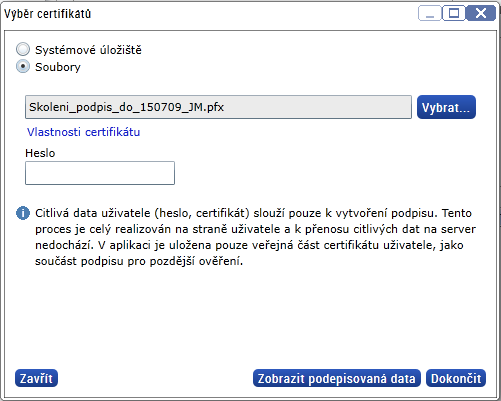 Výběr certifikátů
Systémové úložiště
Soubory
Skoleni_podpis_do_150709_JM.pfx
Vybrat...
Vlastnosti certifikátu
Heslo
Citlivá data uživatele (heslo, certifikát) slouží pouze k vytvoření podpisu. Tento
proces je celý realizován na straně uživatele a k přenosu citlivých dat na server
nedochází. V aplikaci je uložena pouze veřejná část certifikátu uživatele, jako
součást podpisu pro pozdější ověření.
Zavřít
Zobrazit podepisovaná data
Dokončit